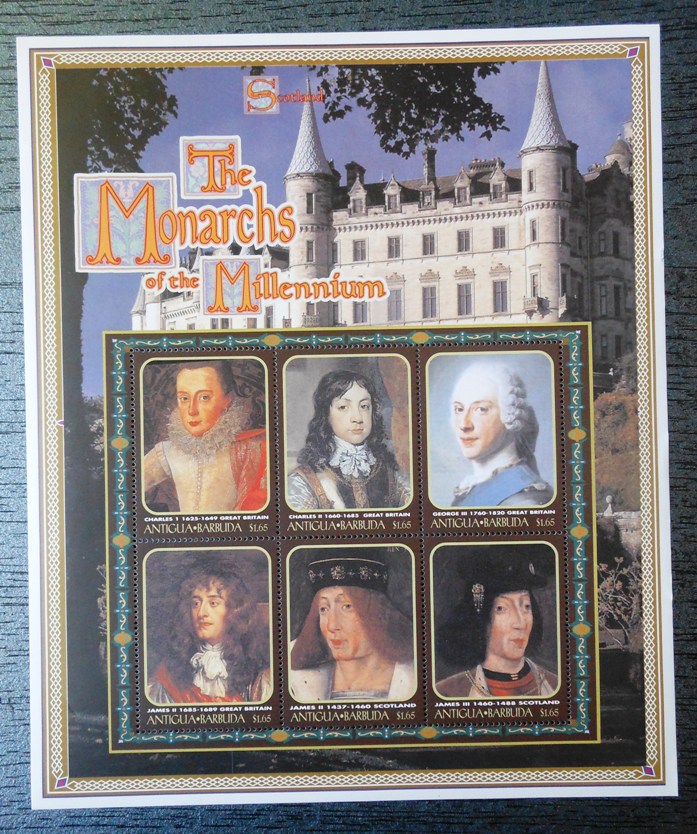 Scotland
The
Monarchs
of the Millennium
CHARLES I 1625-1649 GREAT BRITAIN
ANTIGUA•BARBUDA $1.65
CHARLES II 1660-1685 GREAT BRITAIN
ANTIGUA•BARBUDA $1.65
GEORGE III 1760-1820 GREAT BRITAIN
ANTIGUA•BARBUDA $1.65
JAMES II 1685-1689 GREAT BRITAIN
ANTIGUA•BARBUDA $1.65
JAMES II 1437-1460 SCOTLAND
ANTIGUA•BARBUDA $1.65
JAMES III 1460-1488 SCOTLAND
ANTIGUA•BARBUDA $1.65